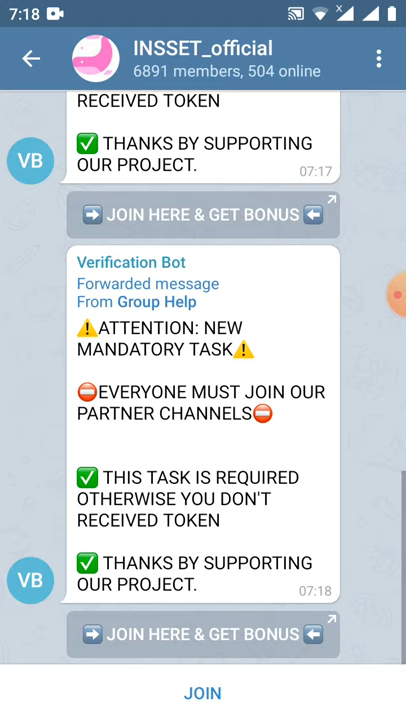 7:18
INSSET_official
6891 members, 504 online
RECEIVED TOKEN
✅ THANKS BY SUPPORTING
OUR PROJECT.
07:17
VB
➡️ JOIN HERE & GET BONUS ⬅️
Verification Bot
Forwarded message
From Group Help
⚠️ATTENTION: NEW
MANDATORY TASK⚠️
⛔EVERYONE MUST JOIN OUR
PARTNER CHANNELS⛔
✅ THIS TASK IS REQUIRED
OTHERWISE YOU DON'T
RECEIVED TOKEN
✅ THANKS BY SUPPORTING
OUR PROJECT.
07:18
VB
➡️ JOIN HERE & GET BONUS ⬅️
JOIN